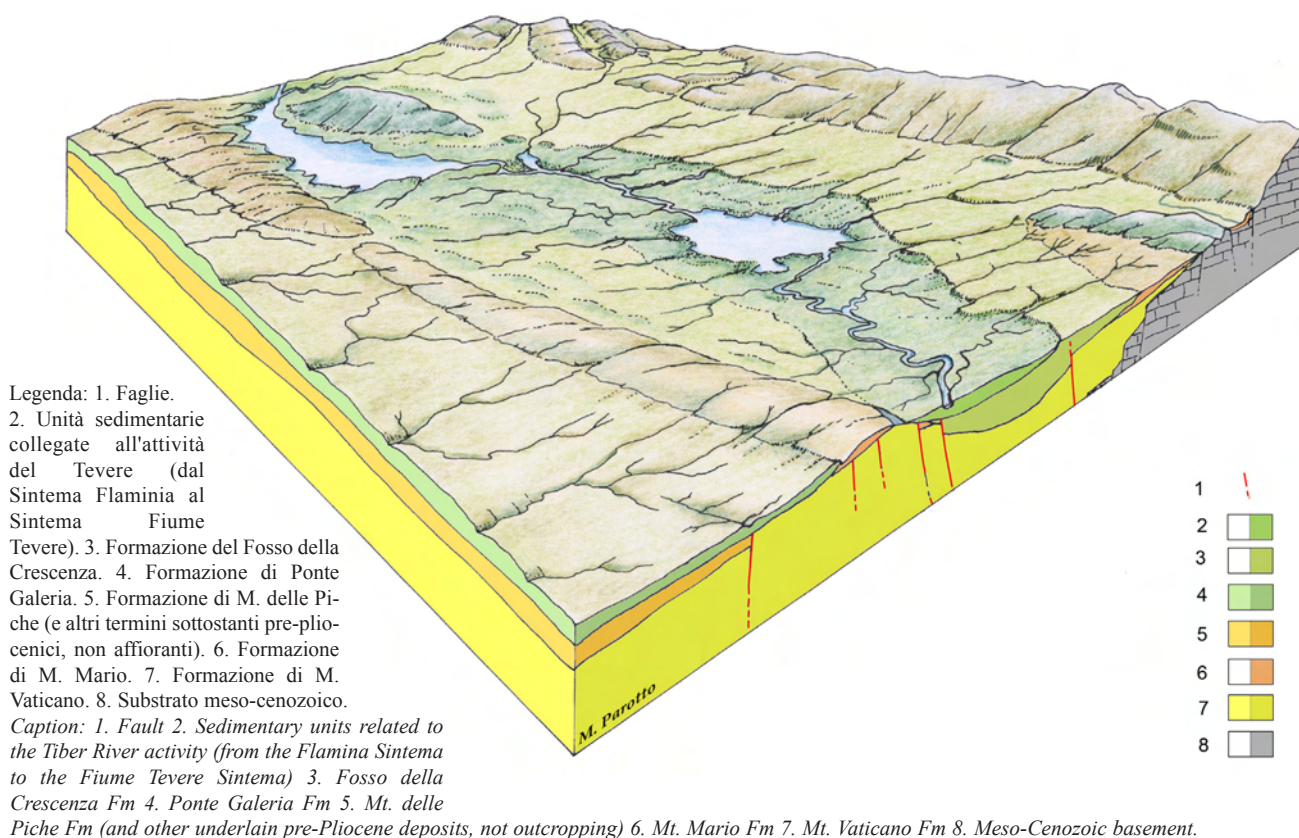 Legenda: 1. Faglie.
2. Unità sedimentarie
collegate all'attività
del Tevere (dal
Sintema Flaminia al
Sintema Fiume
Tevere). 3. Formazione del Fosso della
Crescenza. 4. Formazione di Ponte
Galeria. 5. Formazione di M. delle Pi-
che (e altri termini sottostanti pre-plio-
cenici, non affioranti). 6. Formazione
di M. Mario. 7. Formazione di M.
Vaticano. 8. Substrato meso-cenozoico.
Caption: 1. Fault 2. Sedimentary units related to
the Tiber River activity (from the Flamina Sintema
to the Fiume Tevere Sintema) 3. Fosso della
Crescenza Fm 4. Ponte Galeria Fm 5. Mt. delle
Piche Fm (and other underlain pre-Pliocene deposits, not outcropping) 6. Mt. Mario Fm 7. Mt. Vaticano Fm 8. Meso-Cenozoic basement.
M. Parotto
1
2
3
4
5
6
7
8